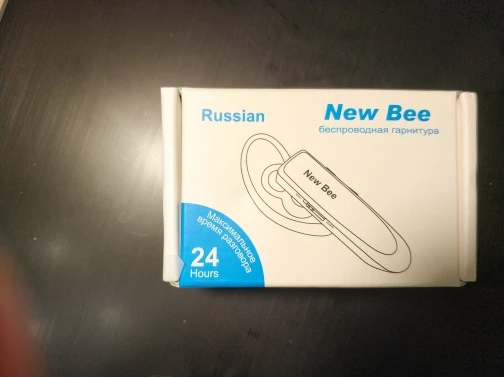 Russian
New Bee
беспроводная гарнитура
New Bee
Максимальное
время разговора
24
Hours